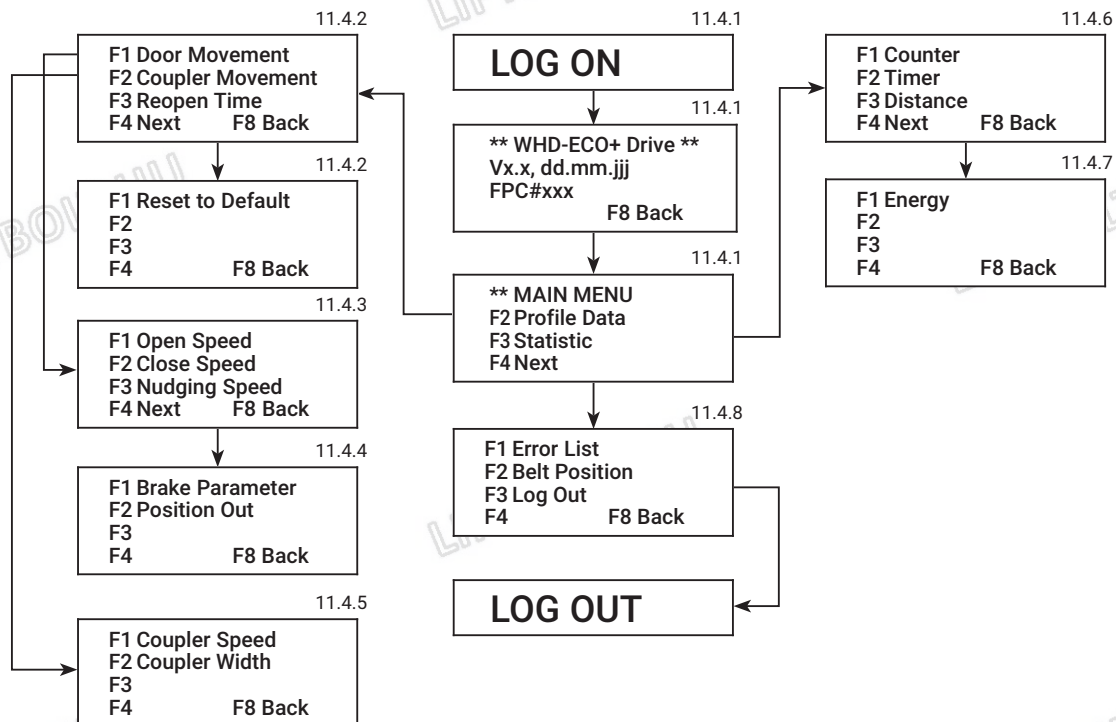 11.4.2
F1 Door Movement
F2 Coupler Movement
F3 Reopen Time
F4 Next F8 Back
11.4.2
F1 Reset to Default
F2
F3
F4 F8 Back
11.4.3
F1 Open Speed
F2 Close Speed
F3 Nudging Speed
F4 Next F8 Back
11.4.4
F1 Brake Parameter
F2 Position Out
F3
F4 F8 Back
11.4.5
F1 Coupler Speed
F2 Coupler Width
F3
F4 F8 Back
11.4.1
LOG ON
11.4.1
** WHD-ECO+ Drive **
Vx.x, dd.mm.jjj
FPC#xxx
F8 Back
11.4.1
** MAIN MENU
F2 Profile Data
F3 Statistic
F4 Next
11.4.8
F1 Error List
F2 Belt Position
F3 Log Out
F4 F8 Back
LOG OUT
11.4.6
F1 Counter
F2 Timer
F3 Distance
F4 Next F8 Back
11.4.7
F1 Energy
F2
F3
F4 F8 Back